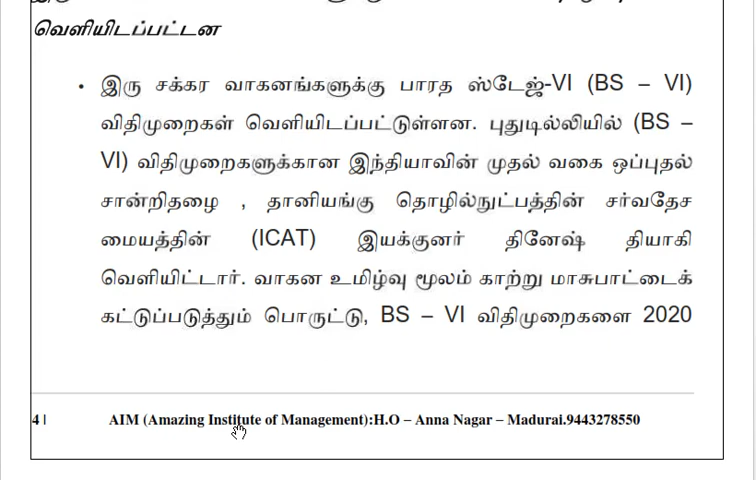 வெளியிடப்பட்டன
• இரு சக்கர வாகனங்களுக்கு பாரத ஸ்டேஜ்-VI (BS – VI)
விதிமுறைகள் வெளியிடப்பட்டுள்ளன. புதுடில்லியில் (BS –
VI) விதிமுறைகளுக்கான இந்தியாவின் முதல் வகை ஒப்புதல்
சான்றிதழை , தானியங்கு தொழில்நுட்பத்தின் சர்வதேச
மையத்தின் (ICAT) இயக்குனர் தினேஷ் தியாகி
வெளியிட்டார். வாகன உமிழ்வு மூலம் காற்று மாசுபாட்டைக்
கட்டுப்படுத்தும் பொருட்டு, BS – VI விதிமுறைகளை 2020
4 | AIM (Amazing Institute of Management):H.O – Anna Nagar – Madurai.9443278550